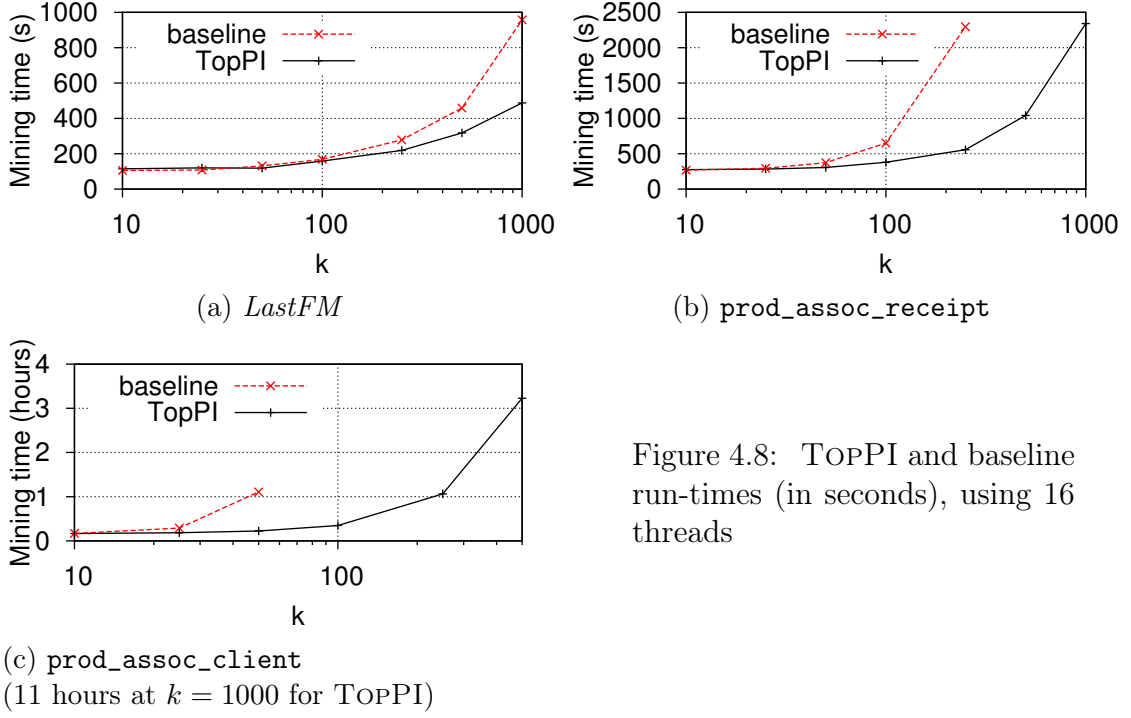 1000
800
600
400
200
0
Mining time (s)
baseline
TopPI
10 100 1000
k
(a) LastFM
2500
2000
1500
1000
500
0
Mining time (s)
baseline
TopPI
10 100 1000
k
(b) prod_assoc_receipt
4
3
2
1
0
Mining time (hours)
baseline
TopPI
10 100
k
(c) prod_assoc_client
(11 hours at k = 1000 for TOPPI)
Figure 4.8: TOPPI and baseline
run-times (in seconds), using 16
threads